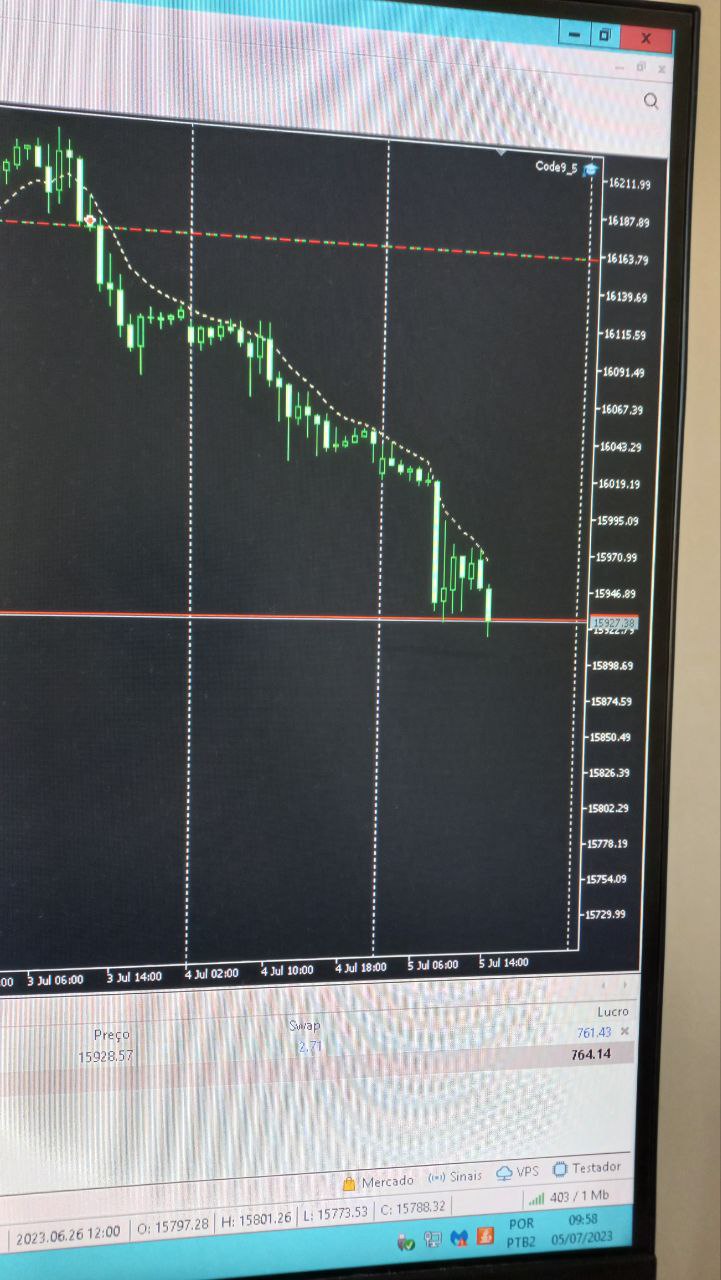 Code9_5
16211.99
16187.89
16163.79
16139.69
16115.59
16091.49
16067.39
16043.29
16019.19
15995.09
15970.99
15946.89
15927.38
15922.79
15898.69
15874.59
15850.49
15826.39
15802.29
15778.19
15754.09
15729.99
:00 3 Jul 06:00 3 Jul 14:00 4 Jul 02:00 4 Jul 10:00 4 Jul 18:00 5 Jul 06:00 5 Jul 14:00
Preço Swap Lucro
15928.57 2.71 761.43
764.14
Mercado Sinais VPS Testador
2023.06.26 12:00 O: 15797.28 H: 15801.26 L: 15773.53 C: 15788.32 403 / 1 Mb
POR 09:58
PTB2 05/07/2023